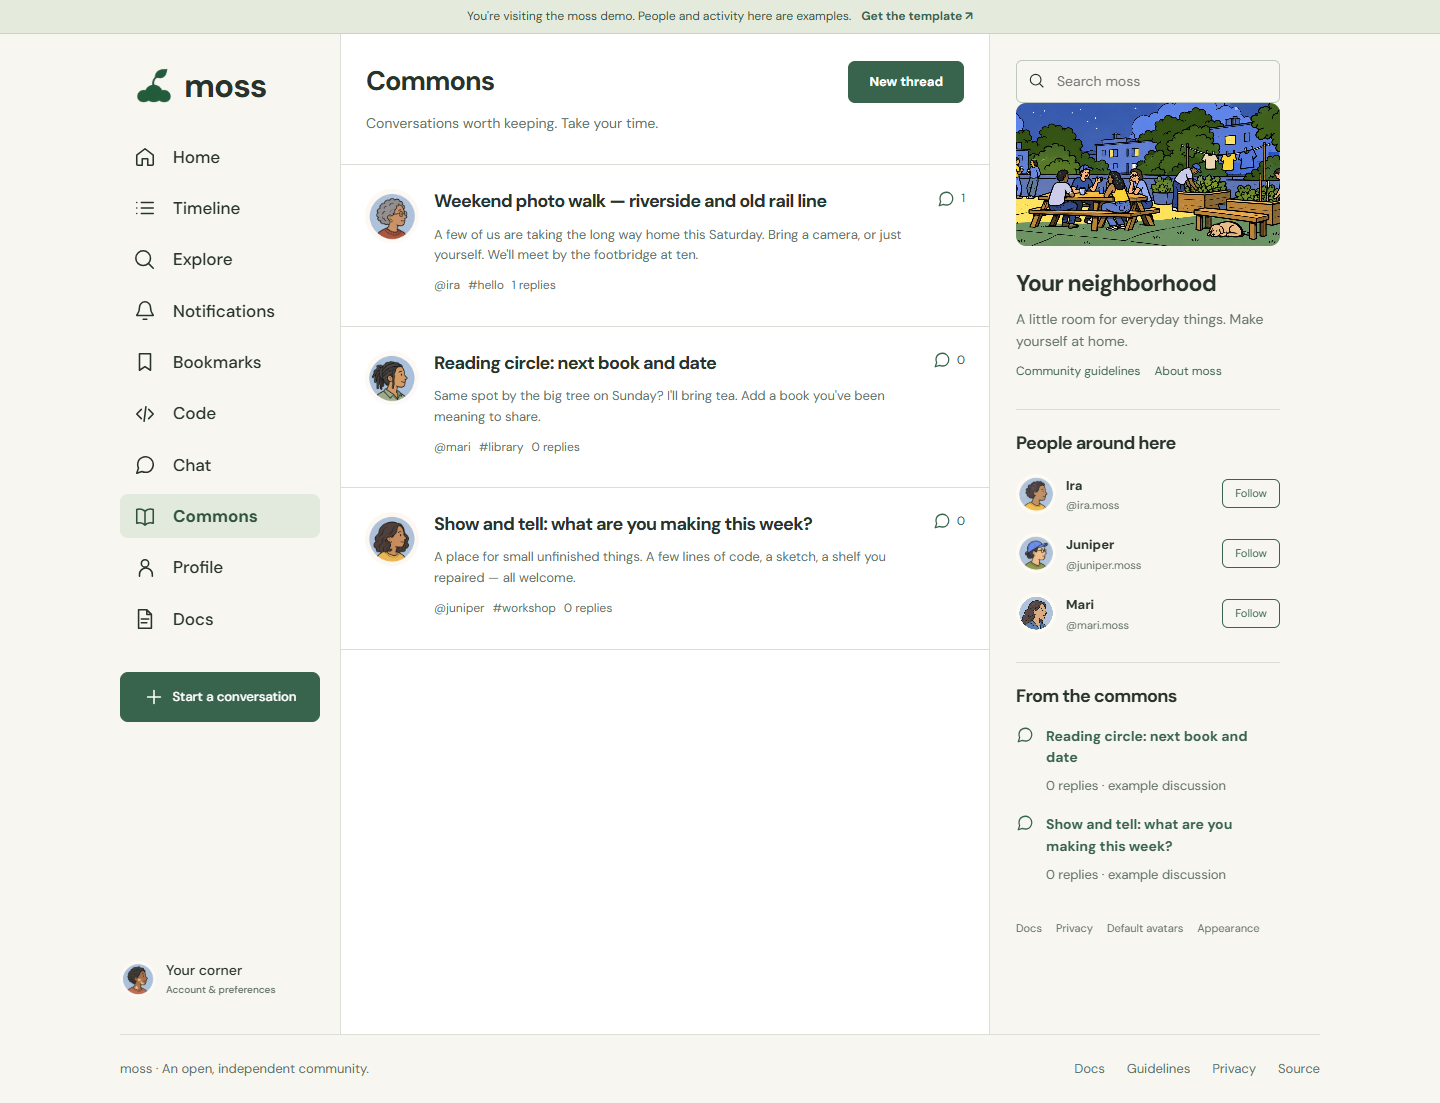 You're visiting the moss demo. People and activity here are examples. Get the template
moss
Home
Timeline
Explore
Notifications
Bookmarks
Code
Chat
Commons
Profile
Docs
Start a conversation
Your corner
Account & preferences
Commons
New thread
Conversations worth keeping. Take your time.
Weekend photo walk — riverside and old rail line
1
A few of us are taking the long way home this Saturday. Bring a camera, or just
yourself. We'll meet by the footbridge at ten.
@ira #hello 1 replies
Reading circle: next book and date
0
Same spot by the big tree on Sunday? I'll bring tea. Add a book you've been
meaning to share.
@mari #library 0 replies
Show and tell: what are you making this week?
0
A place for small unfinished things. A few lines of code, a sketch, a shelf you
repaired — all welcome.
@juniper #workshop 0 replies
Search moss
Your neighborhood
A little room for everyday things. Make
yourself at home.
Community guidelines About moss
People around here
Ira
@ira.moss
Follow
Juniper
@juniper.moss
Follow
Mari
@mari.moss
Follow
From the commons
Reading circle: next book and
date
0 replies · example discussion
Show and tell: what are you
making this week?
0 replies · example discussion
Docs Privacy Default avatars Appearance
moss · An open, independent community.
Docs Guidelines Privacy Source